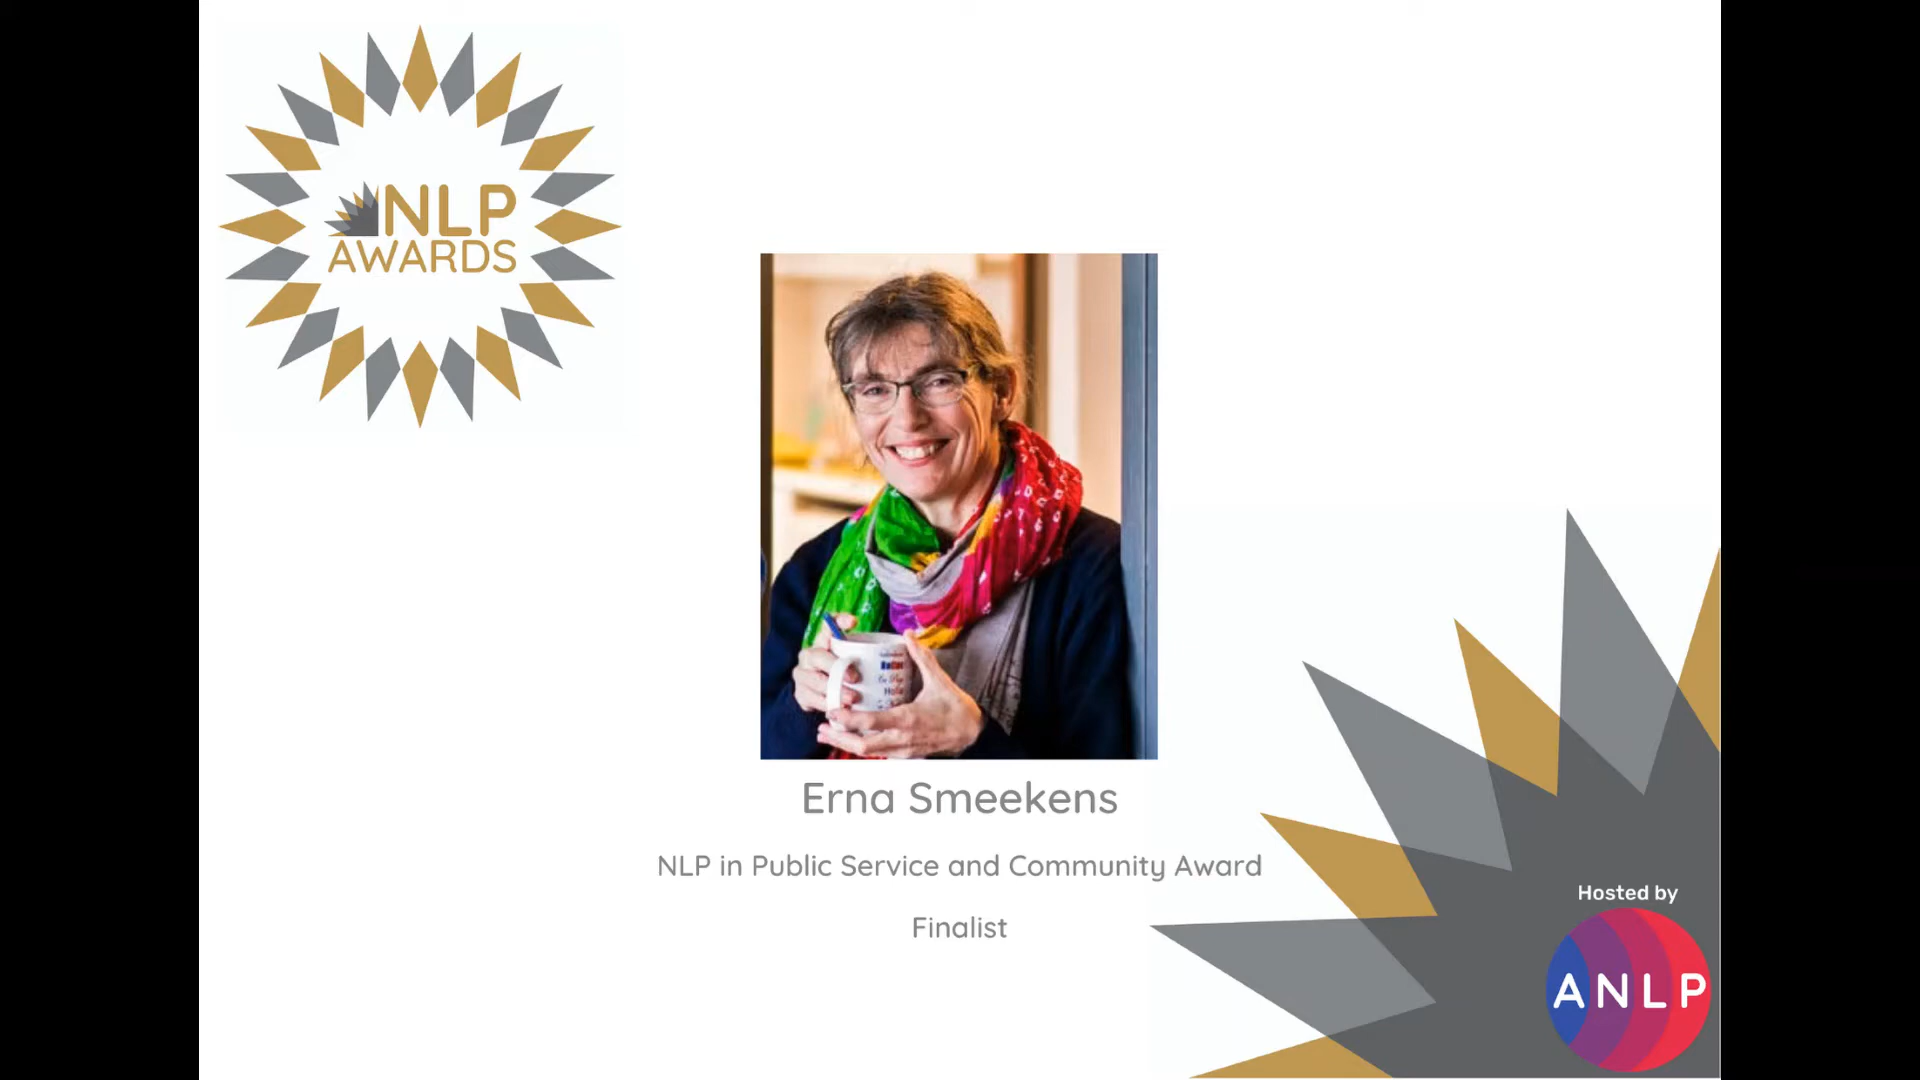 NLP
AWARDS
Erna Smeekens
NLP in Public Service and Community Award
Finalist
Hosted by
ANLP